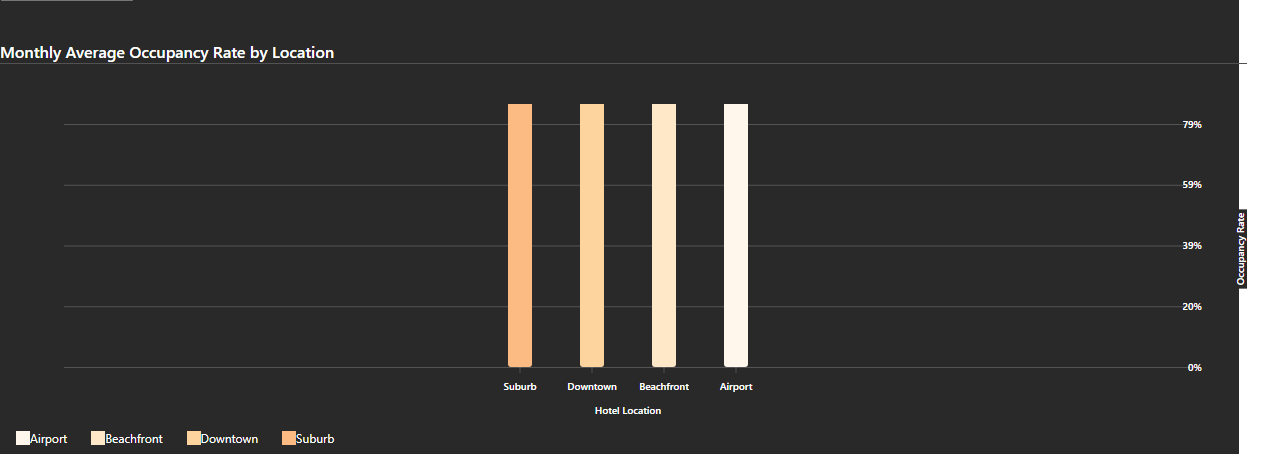 Monthly Average Occupancy Rate by Location
79%
59%
39%
20%
0%
Occupancy Rate
Suburb Downtown Beachfront Airport
Hotel Location
Airport Beachfront Downtown Suburb